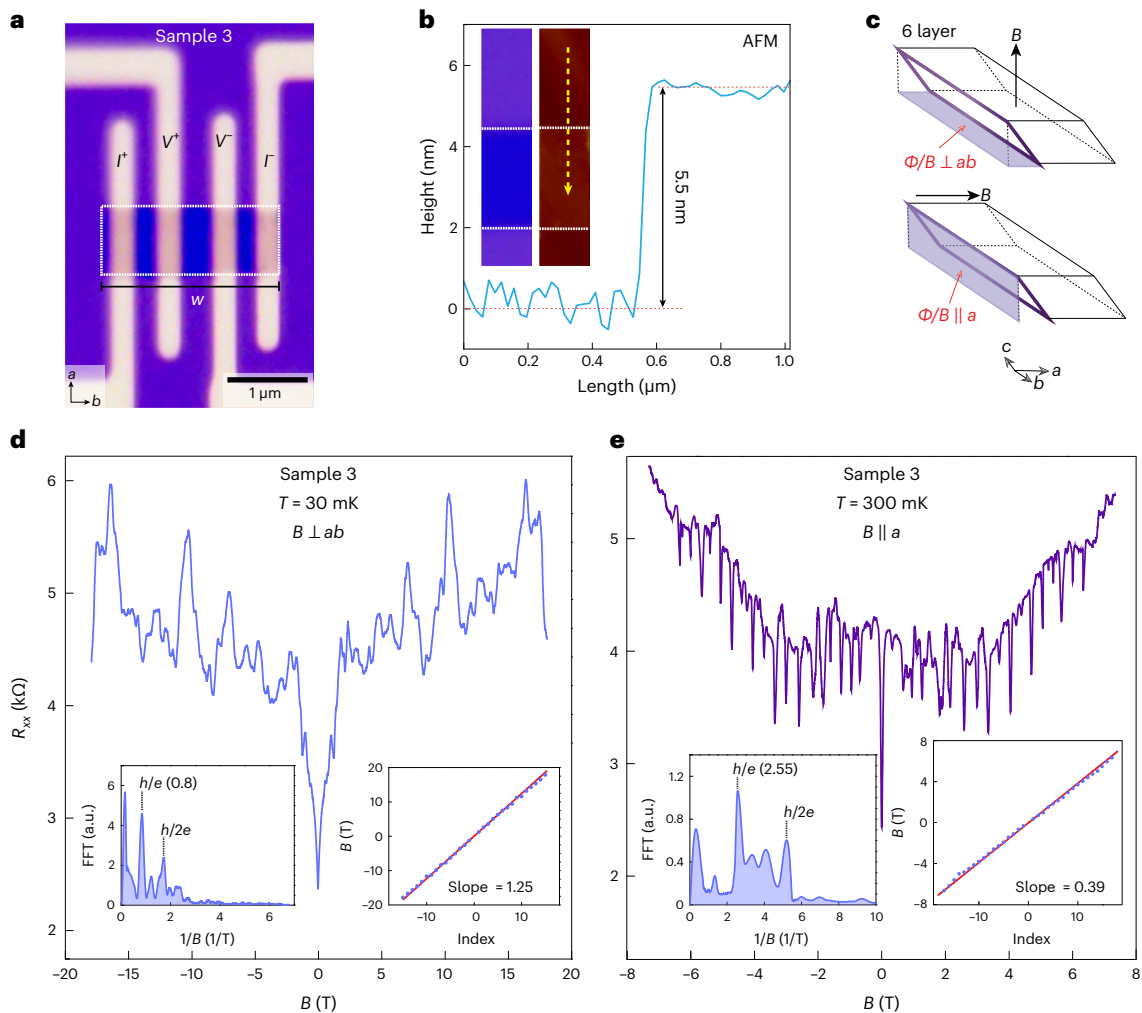 a
Sample 3
I⁺
V⁺
V⁻
I⁻
w
a
b
1 μm
b
AFM
Height (nm)
6
4
2
0
5.5 nm
0
0.2
0.4
0.6
0.8
1.0
Length (μm)
c
6 layer
B
Φ/B ⊥ ab
B
Φ/B || a
c
b
a
d
Sample 3
T = 30 mK
B ⊥ ab
R_xx (kΩ)
6
5
4
3
2
FFT (a.u.)
6
4
2
0
h/e (0.8)
h/2e
0
2
4
6
1/B (1/T)
B (T)
20
10
0
−10
−20
Slope = 1.25
−10
0
10
Index
−20
−15
−10
−5
0
5
10
15
20
B (T)
e
Sample 3
T = 300 mK
B || a
5
4
3
2
FFT (a.u.)
1.2
0.8
0.4
0
h/e (2.55)
h/2e
0
2
4
6
8
10
1/B (1/T)
B (T)
8
4
0
−4
−8
Slope = 0.39
−10
0
10
Index
−8
−6
−4
−2
0
2
4
6
8
B (T)